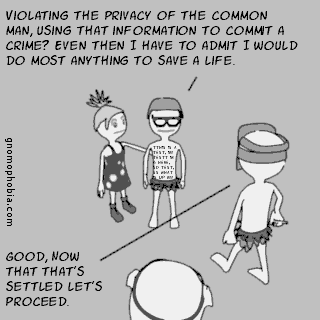 VIOLATING THE PRIVACY OF THE COMMON
MAN, USING THAT INFORMATION TO COMMIT A
CRIME? EVEN THEN I HAVE TO ADMIT I WOULD
DO MOST ANYTHING TO SAVE A LIFE.
gnomophobia.com
GOOD, NOW
THAT THAT'S
SETTLED LET'S
PROCEED.